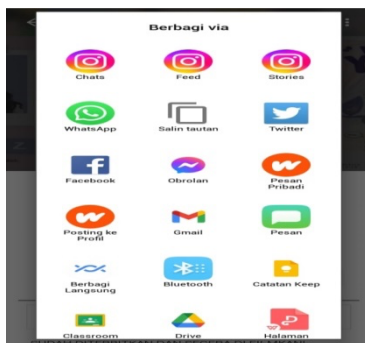 Berbagi via
Chats
Feed
Stories
WhatsApp
Salin tautan
Twitter
Facebook
Obrolan
Pesan
Pribadi
Posting ke
Profil
Gmail
Pesan
Berbagi
Langsung
Bluetooth
Catatan Keep
Classroom
Drive
Halaman